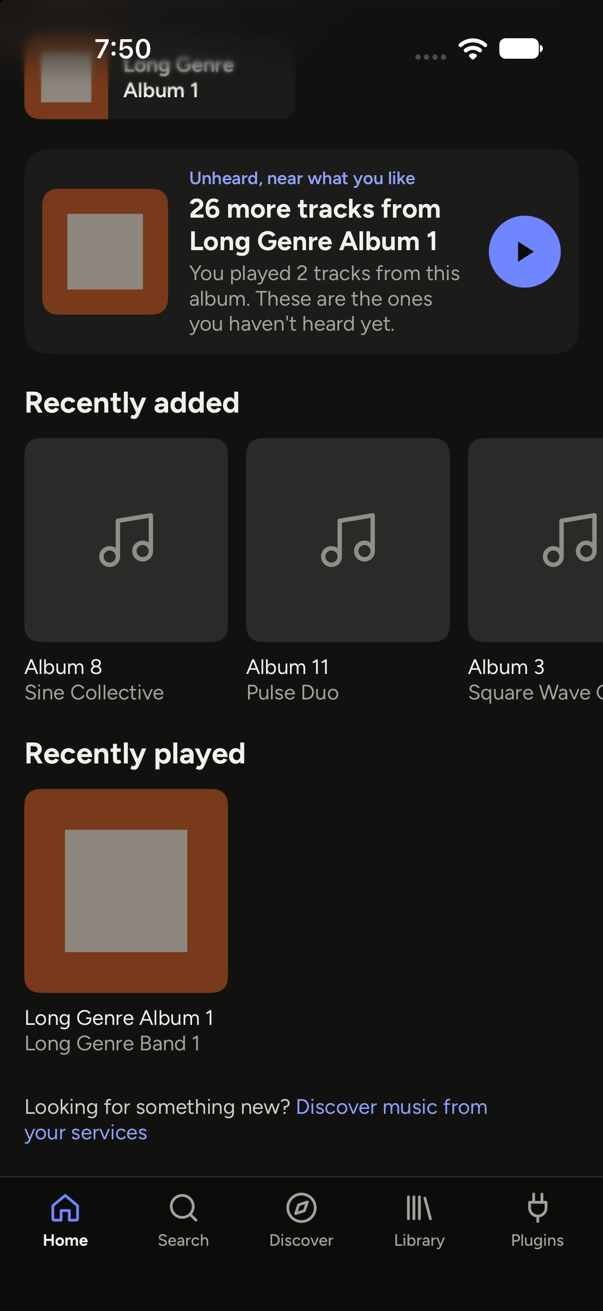 7:50
Long Genre
Album 1
Unheard, near what you like
26 more tracks from
Long Genre Album 1
You played 2 tracks from this
album. These are the ones
you haven't heard yet.
Recently added
Album 8
Sine Collective
Album 11
Pulse Duo
Album 3
Square Wave
Recently played
Long Genre Album 1
Long Genre Band 1
Looking for something new? Discover music from
your services
Home
Search
Discover
Library
Plugins